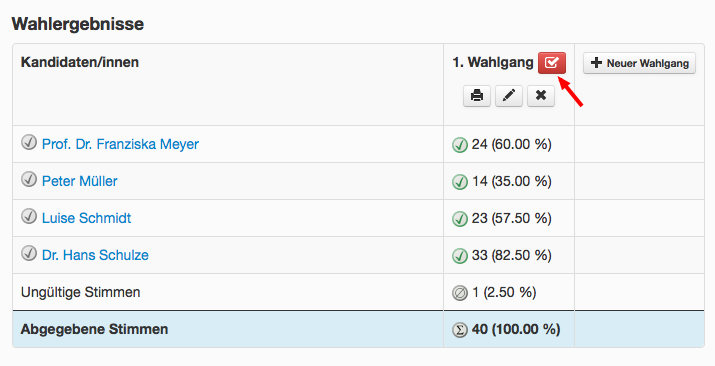 Wahlergebnisse
Kandidaten/innen 1. Wahlgang Neuer Wahlgang
Prof. Dr. Franziska Meyer 24 (60.00 %)
Peter Müller 14 (35.00 %)
Luise Schmidt 23 (57.50 %)
Dr. Hans Schulze 33 (82.50 %)
Ungültige Stimmen 1 (2.50 %)
Abgegebene Stimmen 40 (100.00 %)